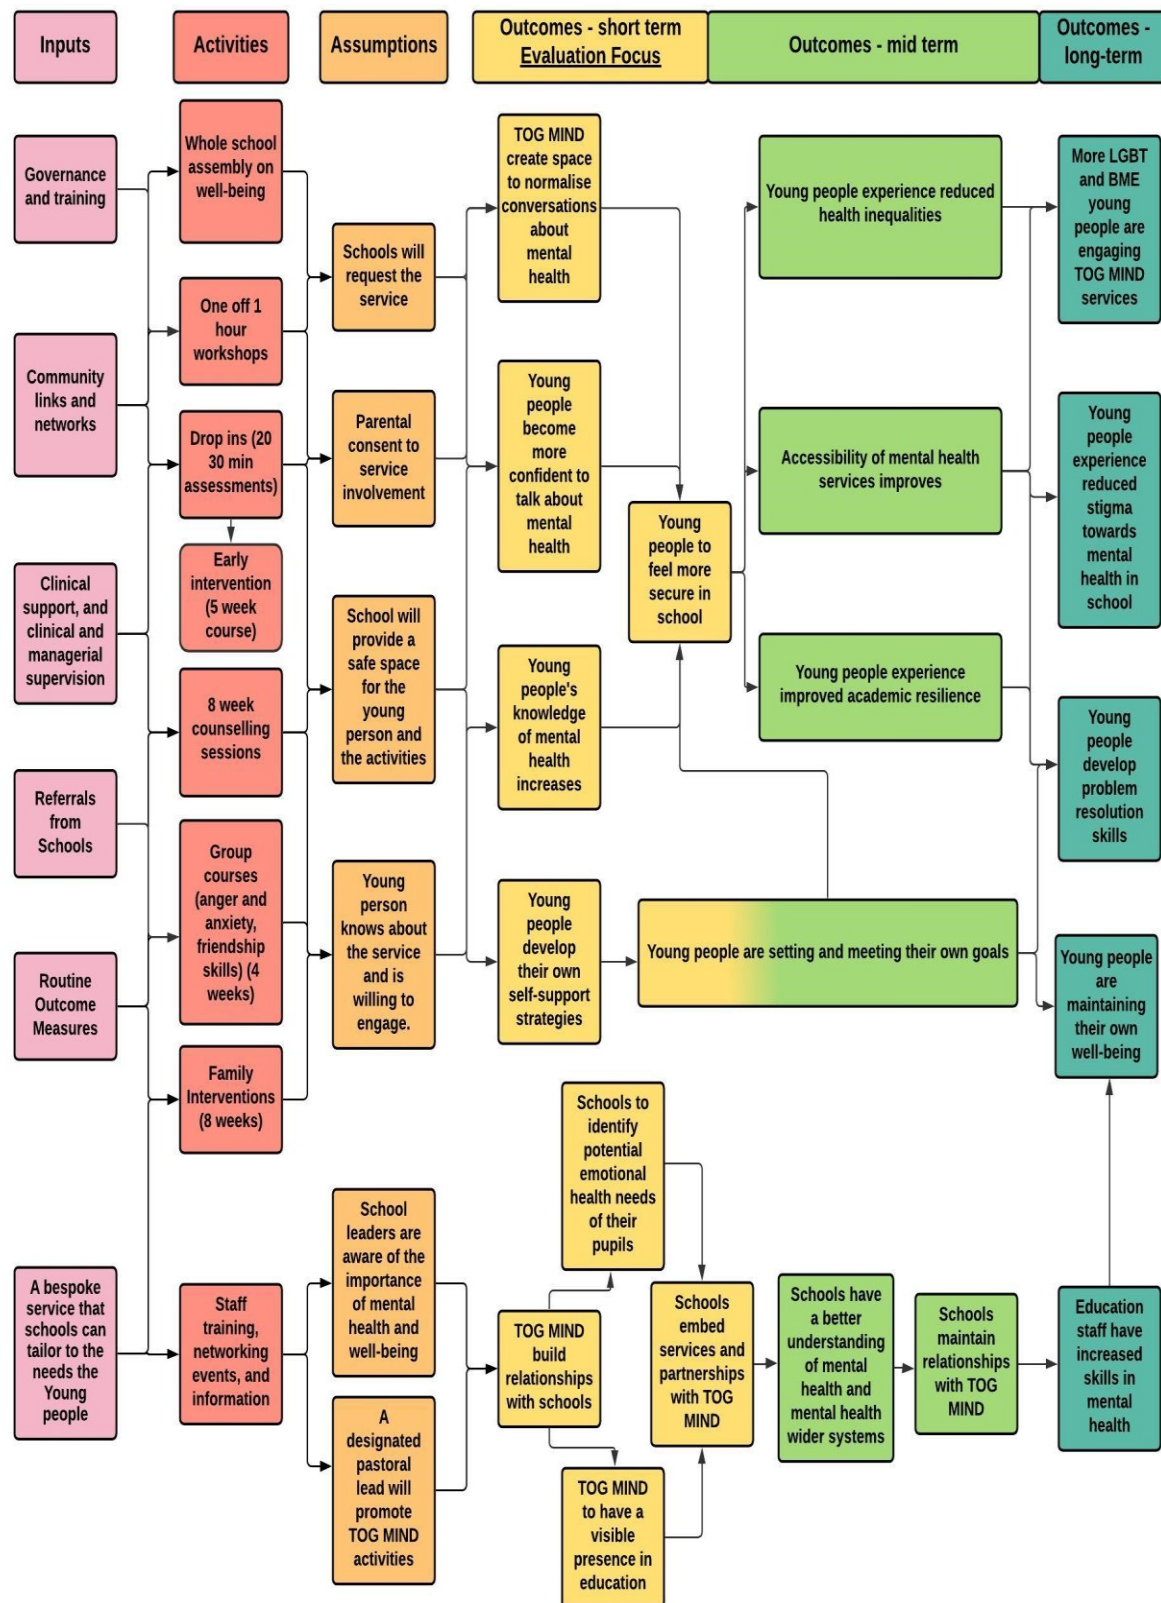 Inputs
Activities
Assumptions
Outcomes - short term
Evaluation Focus
Outcomes - mid term
Outcomes -
long-term
Governance
and training
Community
links and
networks
Clinical
support, and
clinical and
managerial
supervision
Referrals
from
Schools
Routine
Outcome
Measures
A bespoke
service that
schools can
tailor to the
needs the
Young
people
Whole school
assembly on
well-being
One off 1
hour
workshops
Drop ins (20
30 min
assessments)
Early
intervention
(5 week
course)
8 week
counselling
sessions
Group
courses
(anger and
anxiety,
friendship
skills) (4
weeks)
Family
Interventions
(8 weeks)
Staff
training,
networking
events, and
information
Schools will
request the
service
Parental
consent to
service
involvement
School will
provide a
safe space
for the
young
person and
the activities
Young
person
knows about
the service
and is
willing to
engage.
School
leaders are
aware of the
importance
of mental
health and
well-being
A
designated
pastoral
lead will
promote
TOG MIND
activities
TOG MIND
create space
to normalise
conversations
about
mental
health
Young
people
become
more
confident to
talk about
mental
health
Young
people's
knowledge
of mental
health
increases
Young
people
develop
their own
self-support
strategies
Young
people to
feel more
secure in
school
Schools to
identify
potential
emotional
health needs
of their
pupils
TOG MIND
build
relationships
with schools
TOG MIND
to have a
visible
presence in
education
Schools
embed
services and
partnerships
with TOG
MIND
Young people experience reduced
health inequalities
Accessibility of mental health
services improves
Young people experience
improved academic resilience
Young people are setting and meeting their own goals
Schools have
a better
understanding
of mental
health and
mental health
wider systems
Schools
maintain
relationships
with TOG
MIND
More LGBT
and BME
young
people are
engaging
TOG MIND
services
Young
people
experience
reduced
stigma
towards
mental
health in
school
Young
people
develop
problem
resolution
skills
Young people
are
maintaining
their own
well-being
Education
staff have
increased
skills in
mental
health